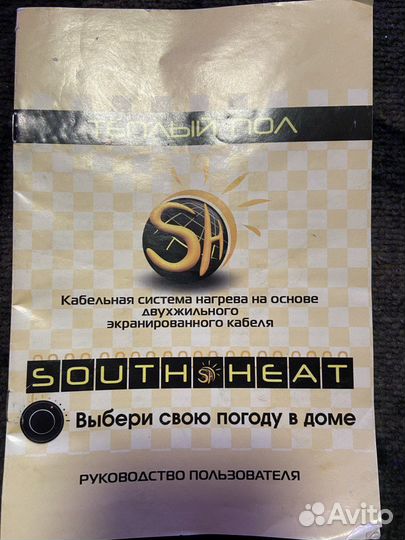 ТЕПЛЫЙ ПОЛ
SH
Кабельная система нагрева на основе
двухжильного
экранированного кабеля
SOUTH SH HEAT
Выбери свою погоду в доме
РУКОВОДСТВО ПОЛЬЗОВАТЕЛЯ
Avito